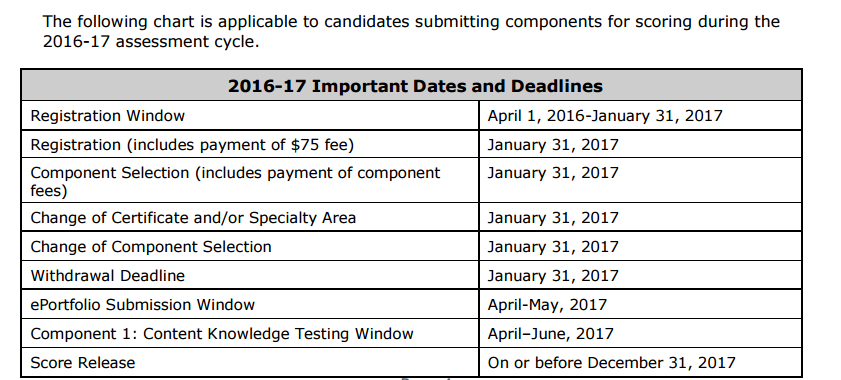 The following chart is applicable to candidates submitting components for scoring during the
2016-17 assessment cycle.
2016-17 Important Dates and Deadlines
Registration Window April 1, 2016-January 31, 2017
Registration (includes payment of $75 fee) January 31, 2017
Component Selection (includes payment of component January 31, 2017
fees)
Change of Certificate and/or Specialty Area January 31, 2017
Change of Component Selection January 31, 2017
Withdrawal Deadline January 31, 2017
ePortfolio Submission Window April-May, 2017
Component 1: Content Knowledge Testing Window April–June, 2017
Score Release On or before December 31, 2017